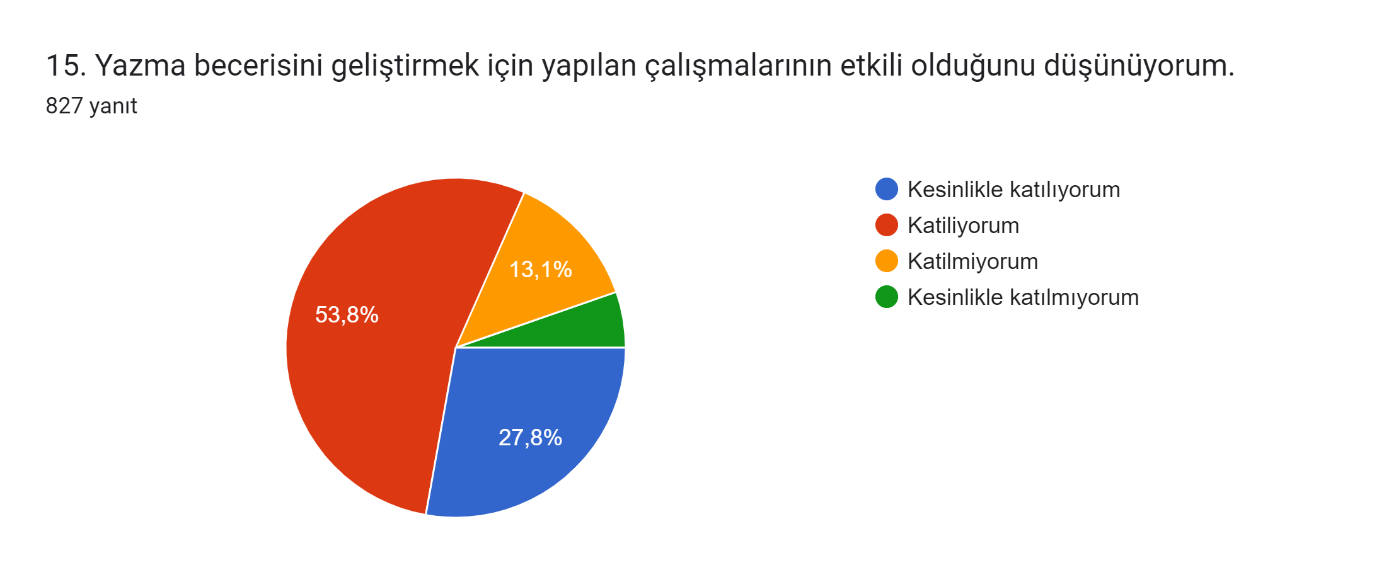 15. Yazma becerisini geliştirmek için yapılan çalışmalarının etkili olduğunu düşünüyorum.
827 yanıt
Kesinlikle katılıyorum
Katiliyorum
Katilmiyorum
Kesinlikle katılmıyorum
13,1%
53,8%
27,8%